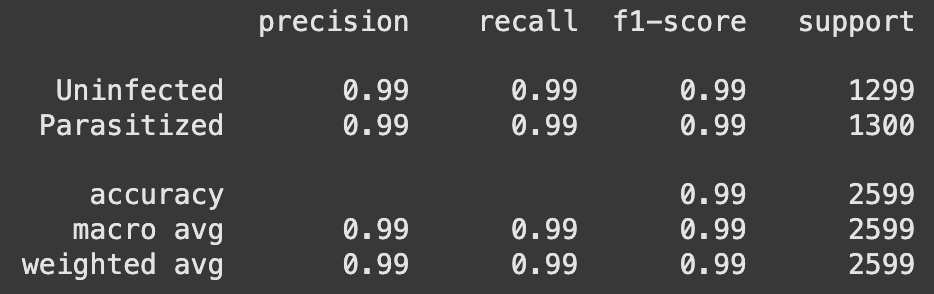 precision recall f1-score support
Uninfected 0.99 0.99 0.99 1299
Parasitized 0.99 0.99 0.99 1300
accuracy 0.99 2599
macro avg 0.99 0.99 0.99 2599
weighted avg 0.99 0.99 0.99 2599